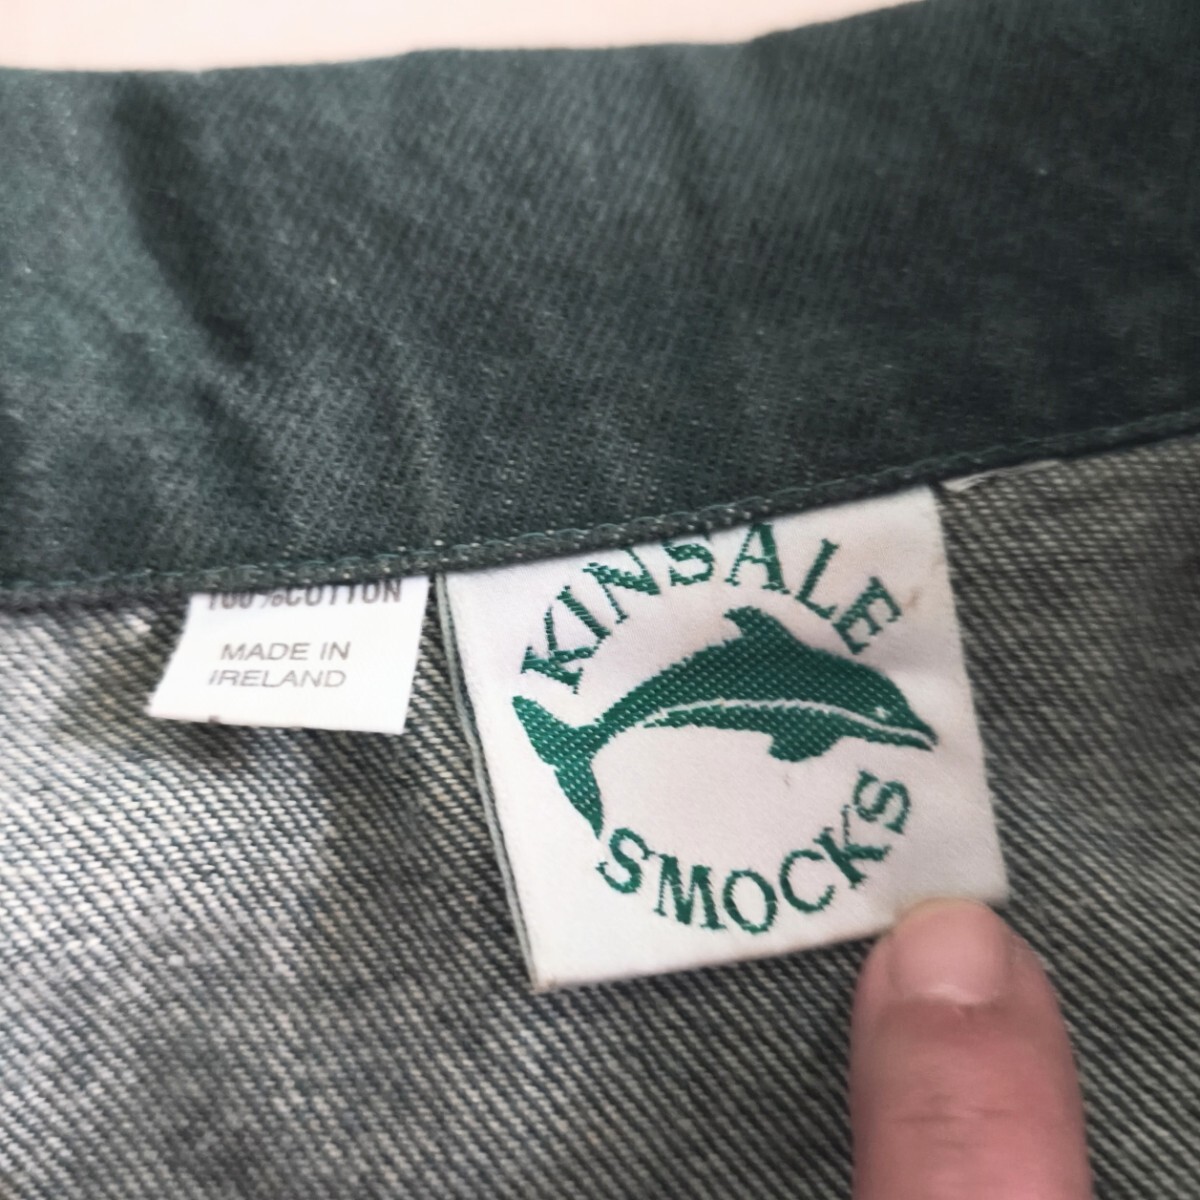 100%COTTON
MADE IN
IRELAND
KINSALE
SMOCKS